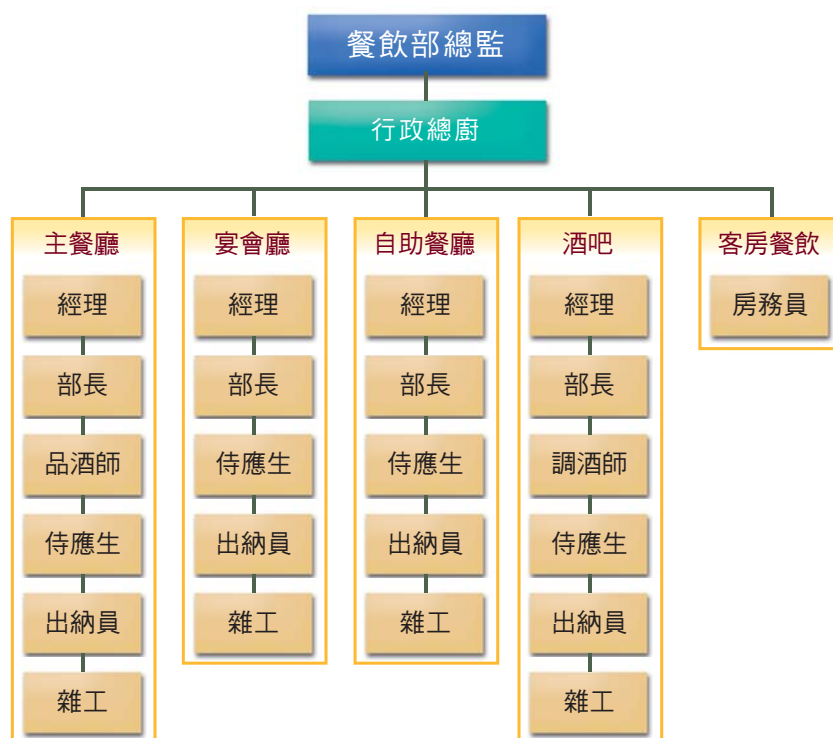 餐飲部總監
行政總廚
主餐廳
經理
部長
品酒師
侍應生
出納員
雜工
宴會廳
經理
部長
侍應生
出納員
雜工
自助餐廳
經理
部長
侍應生
出納員
雜工
酒吧
經理
部長
調酒師
侍應生
出納員
雜工
客房餐飲
房務員